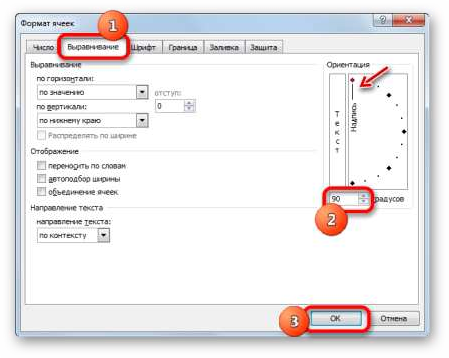 Формат ячеек
1
Число Выравнивание Шрифт Граница Заливка Защита
Выравнивание
по горизонтали:
по значению
отступ:
по вертикали:
0
по нижнему краю
Распределять по ширине
Отображение
переносить по словам
автоподбор ширины
объединение ячеек
Направление текста
направление текста:
по контексту
Ориентация
Текст
Надпись
90 градусов
2
3
ОК Отмена